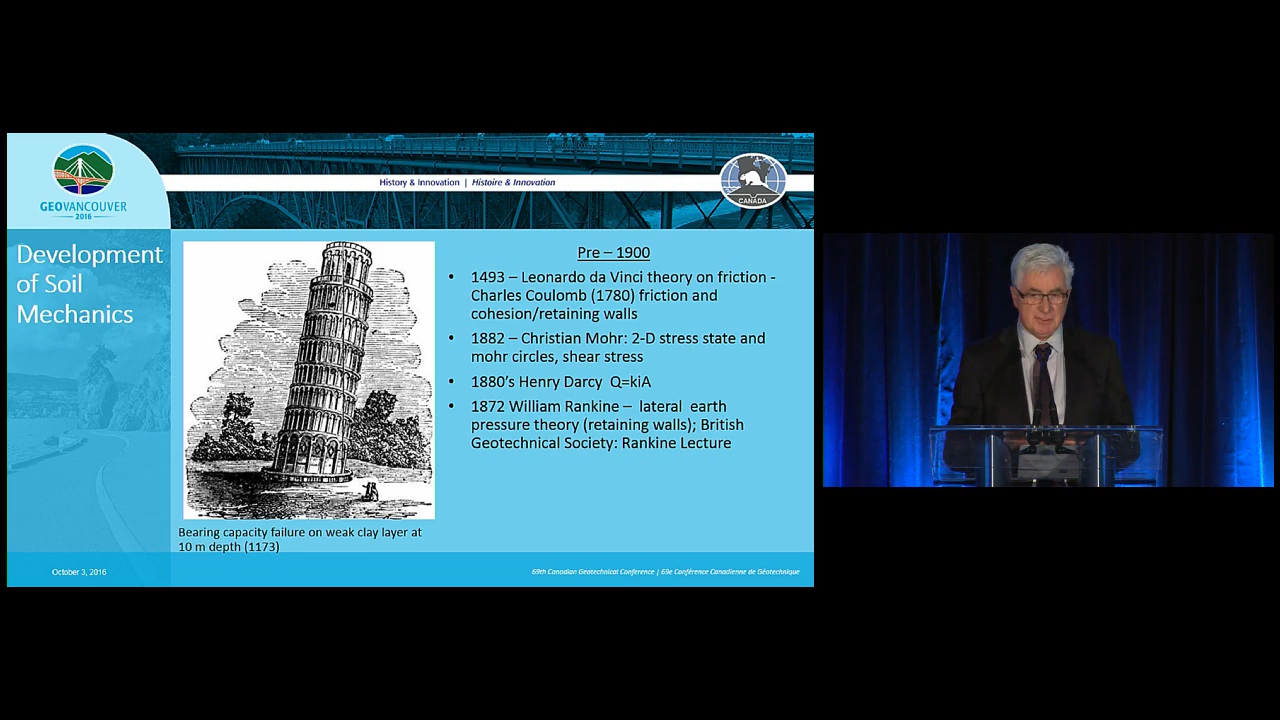 GEOVANCOUVER
2016
History & Innovation | Histoire & Innovation
CANADA
Development
of Soil
Mechanics
Pre – 1900
• 1493 – Leonardo da Vinci theory on friction -
Charles Coulomb (1780) friction and
cohesion/retaining walls
• 1882 – Christian Mohr: 2-D stress state and
mohr circles, shear stress
• 1880's Henry Darcy Q=kiA
• 1872 William Rankine – lateral earth
pressure theory (retaining walls); British
Geotechnical Society: Rankine Lecture
Bearing capacity failure on weak clay layer at
10 m depth (1173)
October 3, 2016
69th Canadian Geotechnical Conference | 69e Conférence Canadienne de Géotechnique